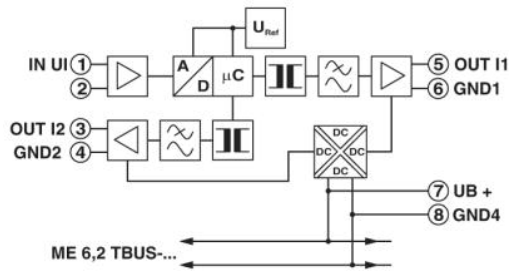 U Ref
IN UI 1
2
A
D
µC
5 OUT I1
6 GND1
OUT I2 3
GND2 4
DC
DC DC
DC
7 UB +
8 GND4
ME 6,2 TBUS-...